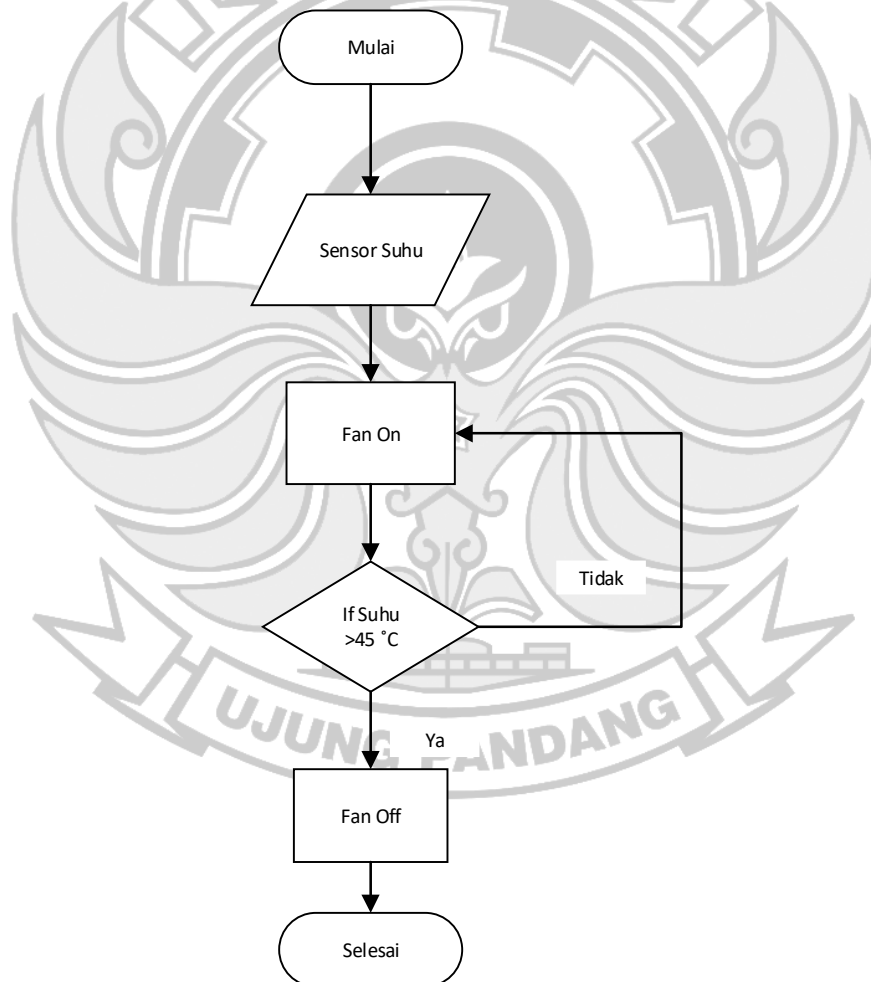 Mulai
Sensor Suhu
Fan On
Tidak
If Suhu
>45 ˚C
UJUNG PANDANG
Ya
Fan Off
Selesai